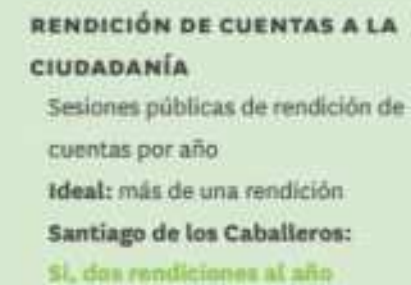 RENDICIÓN DE CUENTAS A LA
CIUDADANÍA
Sesiones públicas de rendición de
cuentas por año
Ideal: más de una rendición
Santiago de los Caballeros:
Sí, dos rendiciones al año